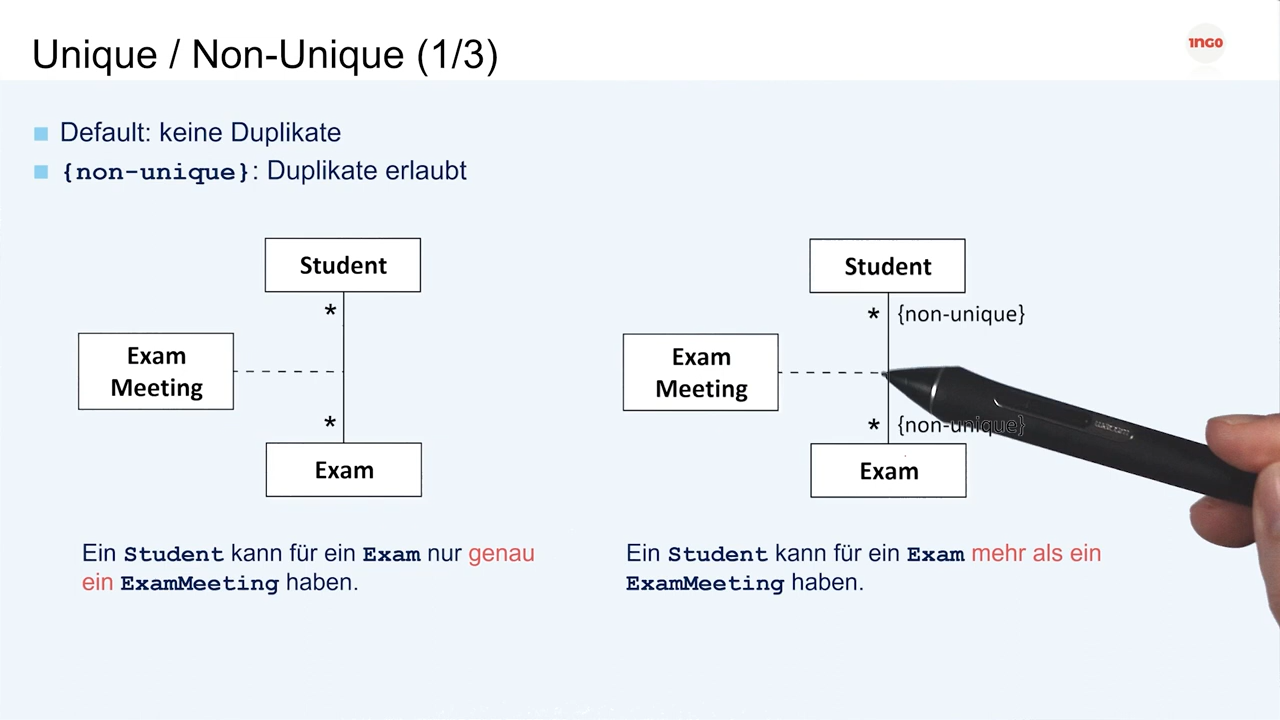 Unique / Non-Unique (1/3)
1NGO
Default: keine Duplikate
{non-unique}: Duplikate erlaubt
Student
*
Exam
Meeting
*
Exam
Student
* {non-unique}
Exam
Meeting
* {non-unique}
Exam
Ein Student kann für ein Exam nur genau
ein ExamMeeting haben.
Ein Student kann für ein Exam mehr als ein
ExamMeeting haben.